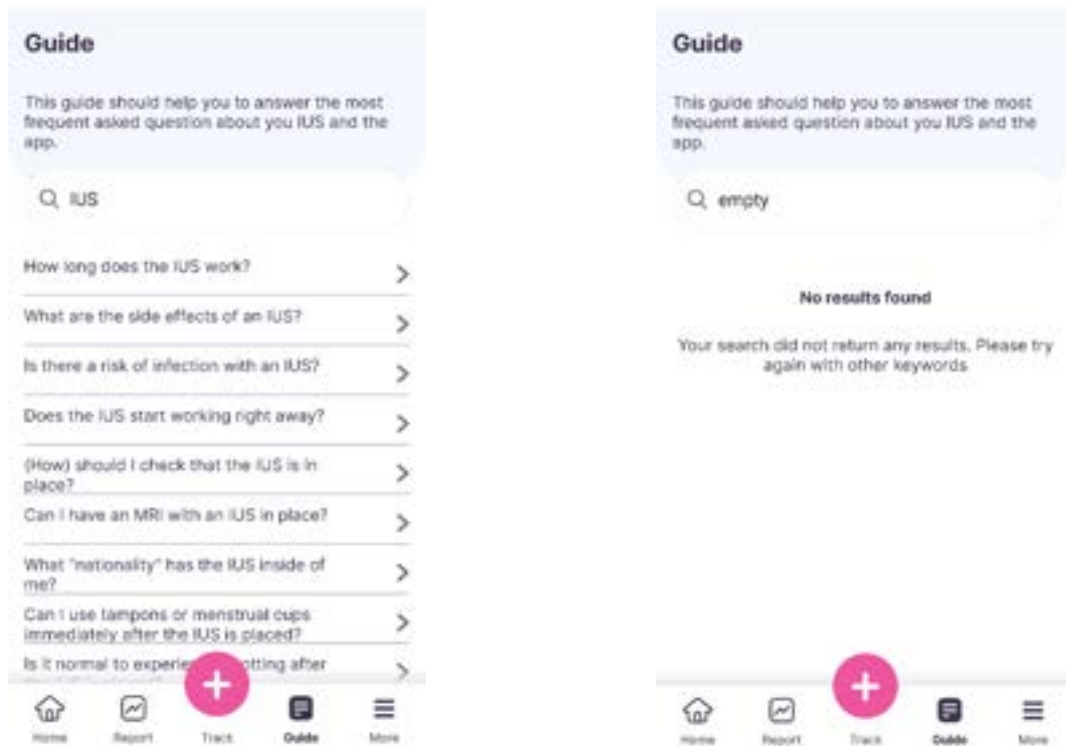 Guide
This guide should help you to answer the most
frequent asked question about you IUS and the
app.
IUS
How long does the IUS work?
What are the side effects of an IUS?
Is there a risk of infection with an IUS?
Does the IUS start working right away?
(How) should I check that the IUS is in
place?
Can I have an MRI with an IUS in place?
What "nationality" has the IUS inside of
me?
Can I use tampons or menstrual cups
immediately after the IUS is placed?
Is it normal to experie otting after
Home Report Track Guide More
Guide
This guide should help you to answer the most
frequent asked question about you IUS and the
app.
empty
No results found
Your search did not return any results. Please try
again with other keywords
Home Report Track Guide More